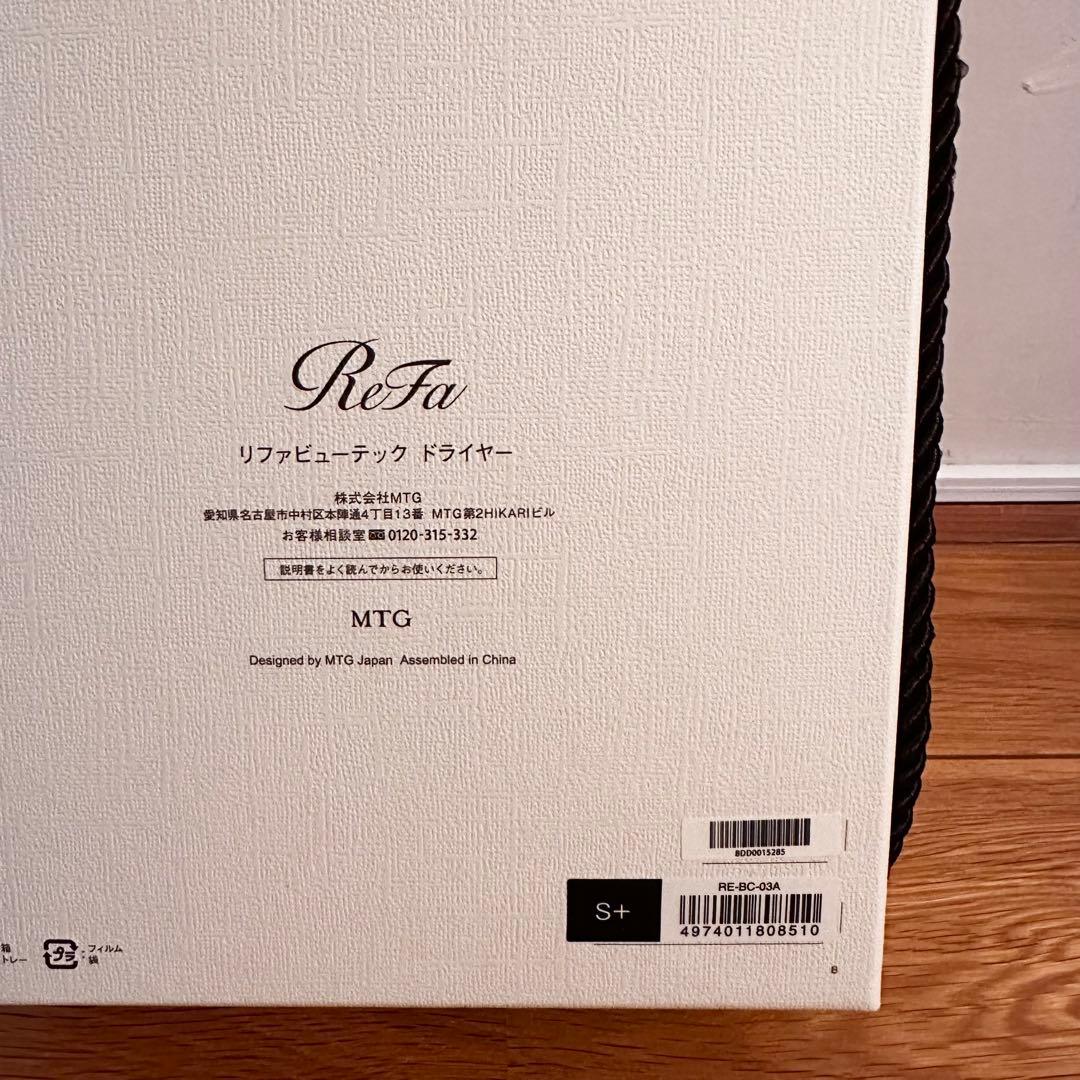 ReFa
リファビューテック ドライヤー
株式会社MTG
愛知県名古屋市中村区本陣通4丁目13番 MTG第2HIKARIビル
お客様相談室 0120-315-332
説明書をよく読んでからお使いください。
MTG
Designed by MTG Japan Assembled in China
8DD0015285
S+
RE-BC-03A
4974011808510
箱
トレー
プラ
: フィルム
袋
B